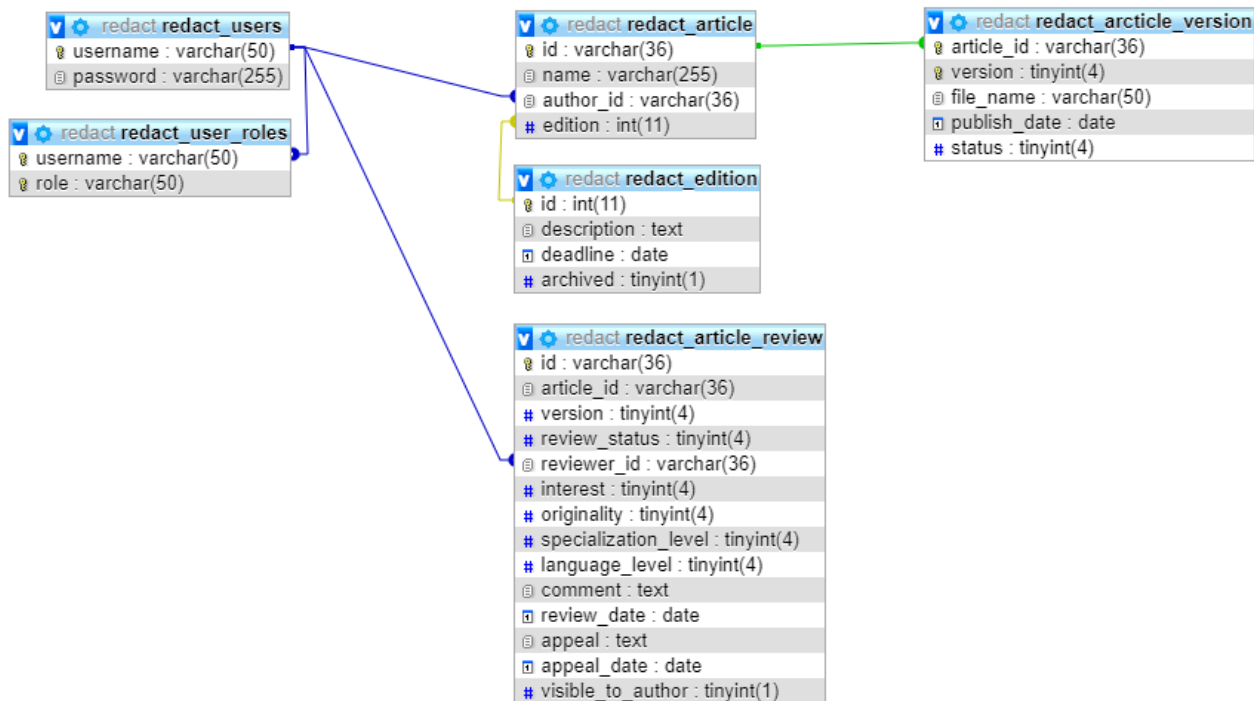 redact redact_users
username : varchar(50)
password : varchar(255)
redact redact_user_roles
username : varchar(50)
role : varchar(50)
redact redact_article
id : varchar(36)
name : varchar(255)
author_id : varchar(36)
edition : int(11)
redact redact_edition
id : int(11)
description : text
deadline : date
archived : tinyint(1)
redact redact_article_review
id : varchar(36)
article_id : varchar(36)
version : tinyint(4)
review_status : tinyint(4)
reviewer_id : varchar(36)
interest : tinyint(4)
originality : tinyint(4)
specialization_level : tinyint(4)
language_level : tinyint(4)
comment : text
review_date : date
appeal : text
appeal_date : date
visible_to_author : tinyint(1)
redact redact_arcticle_version
article_id : varchar(36)
version : tinyint(4)
file_name : varchar(50)
publish_date : date
status : tinyint(4)